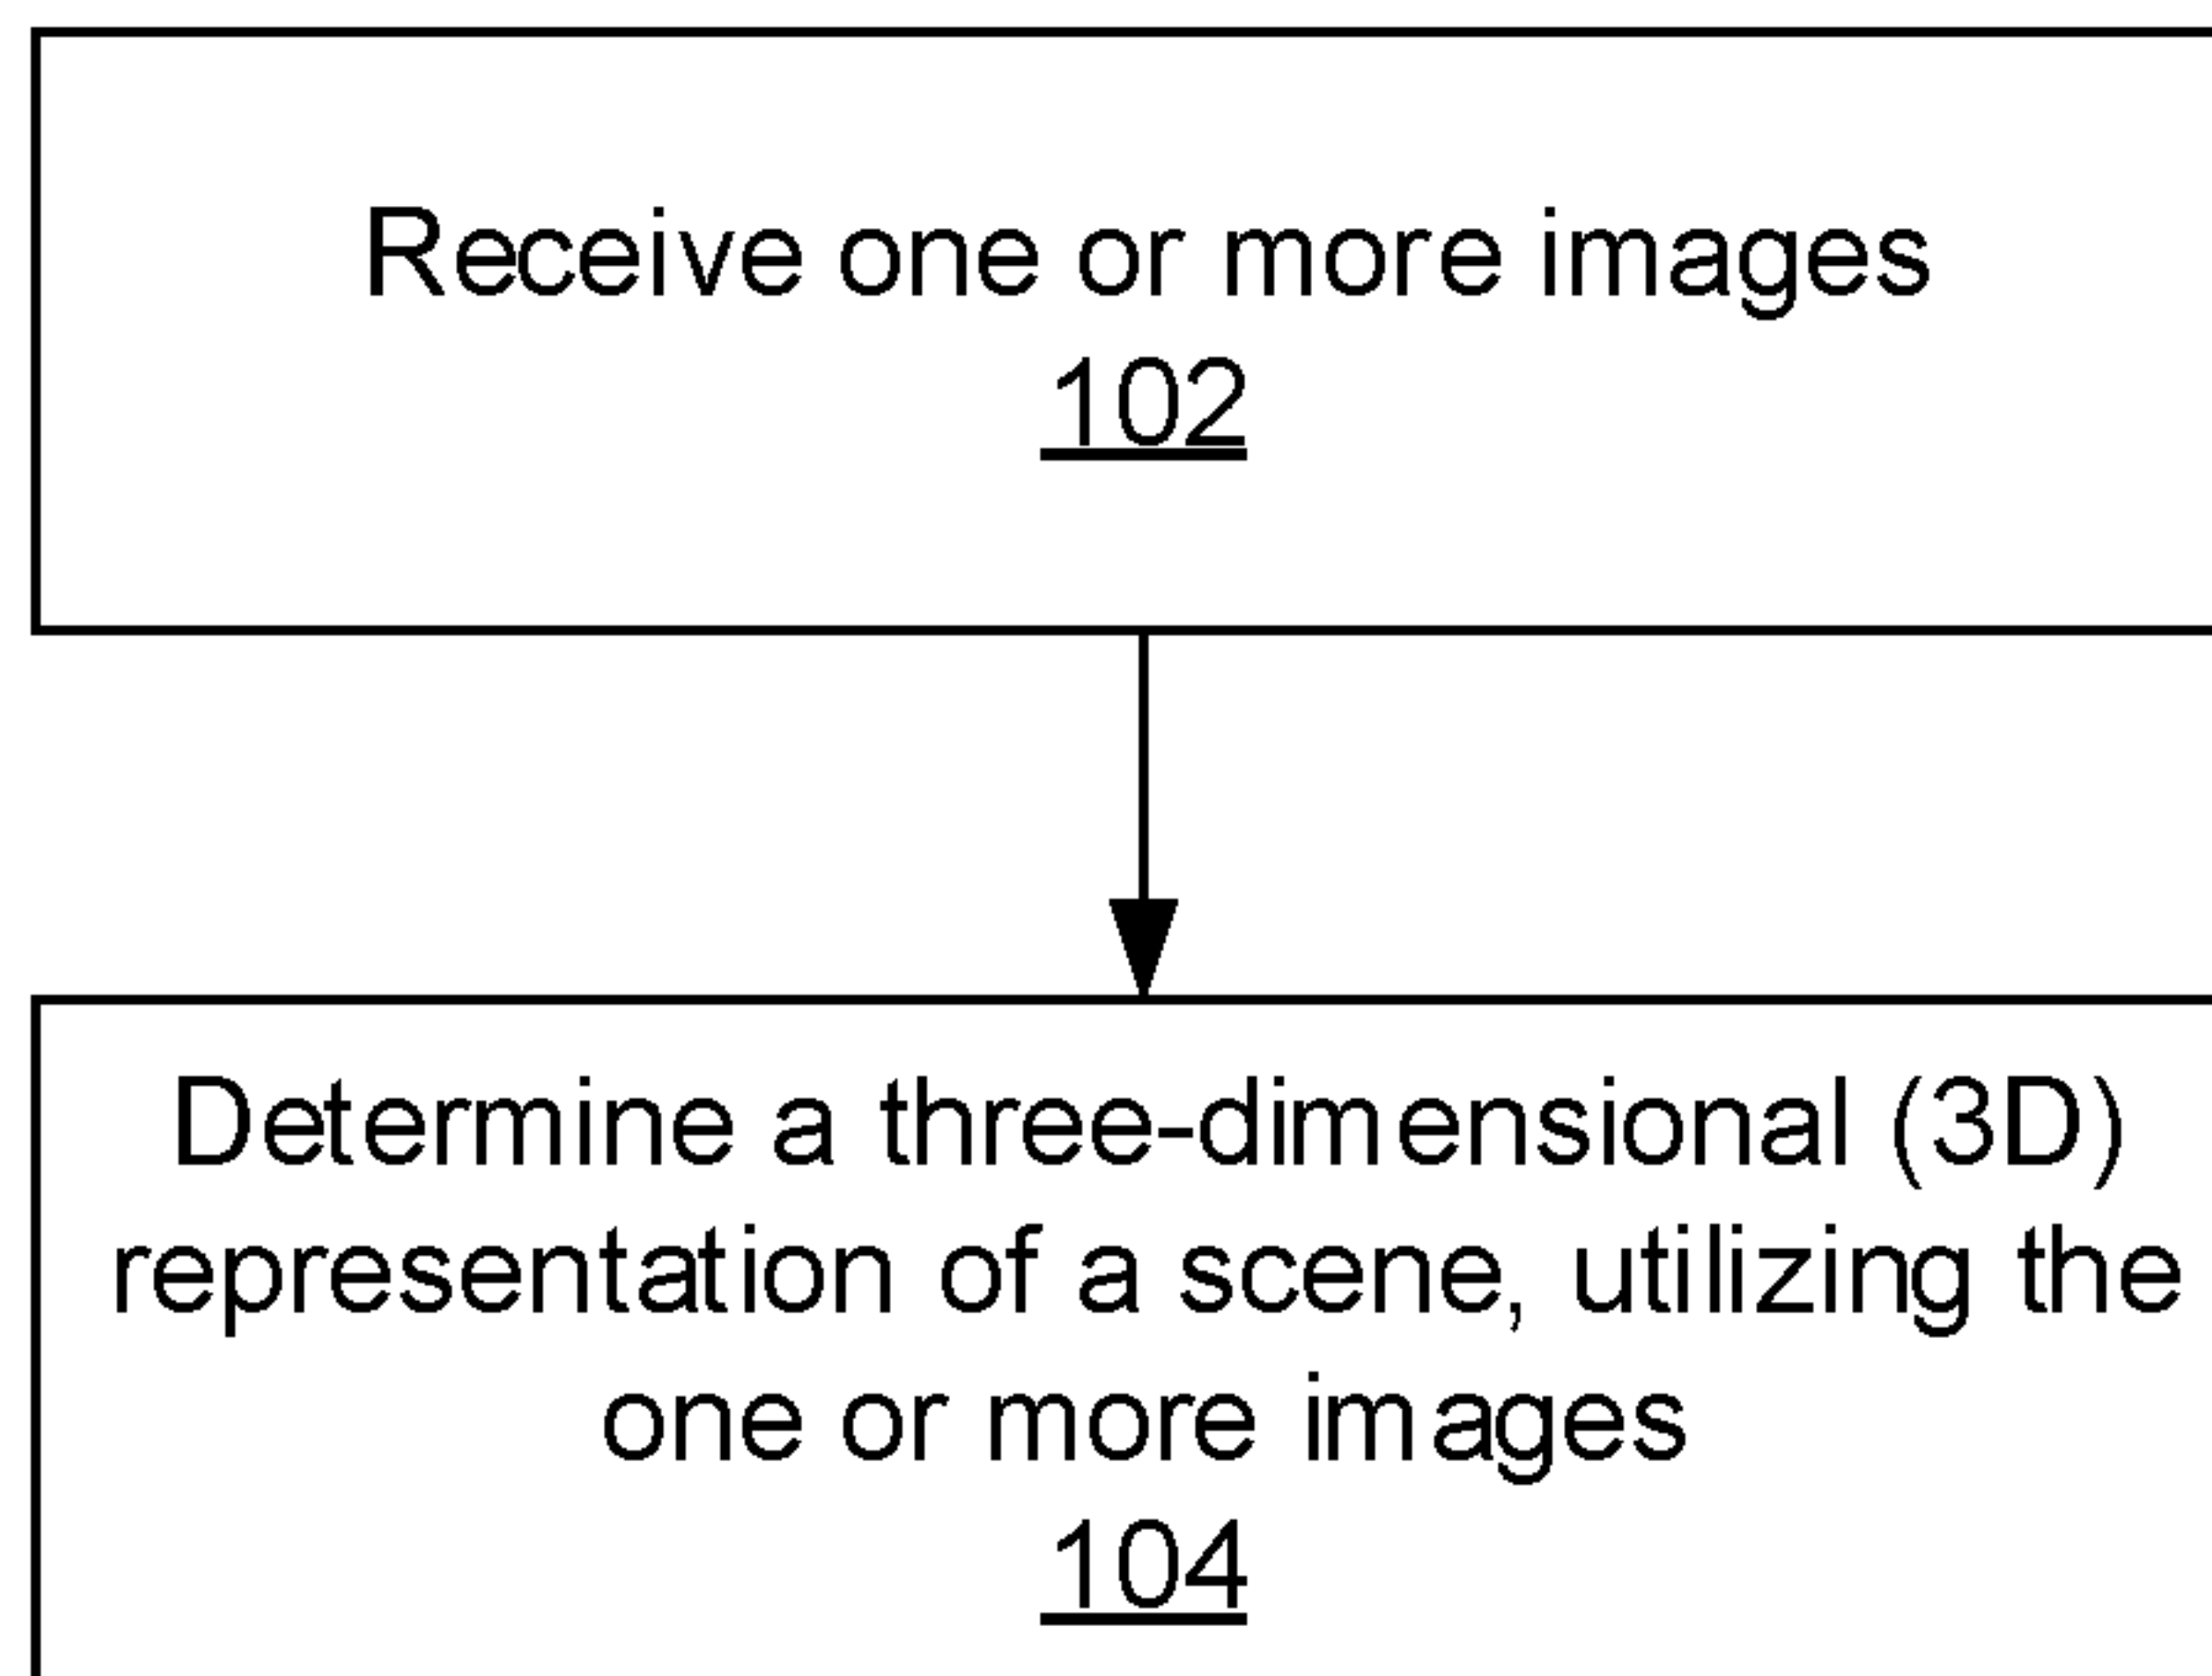 Receive one or more images
102
Determine a three-dimensional (3D)
representation of a scene, utilizing the
one or more images
104